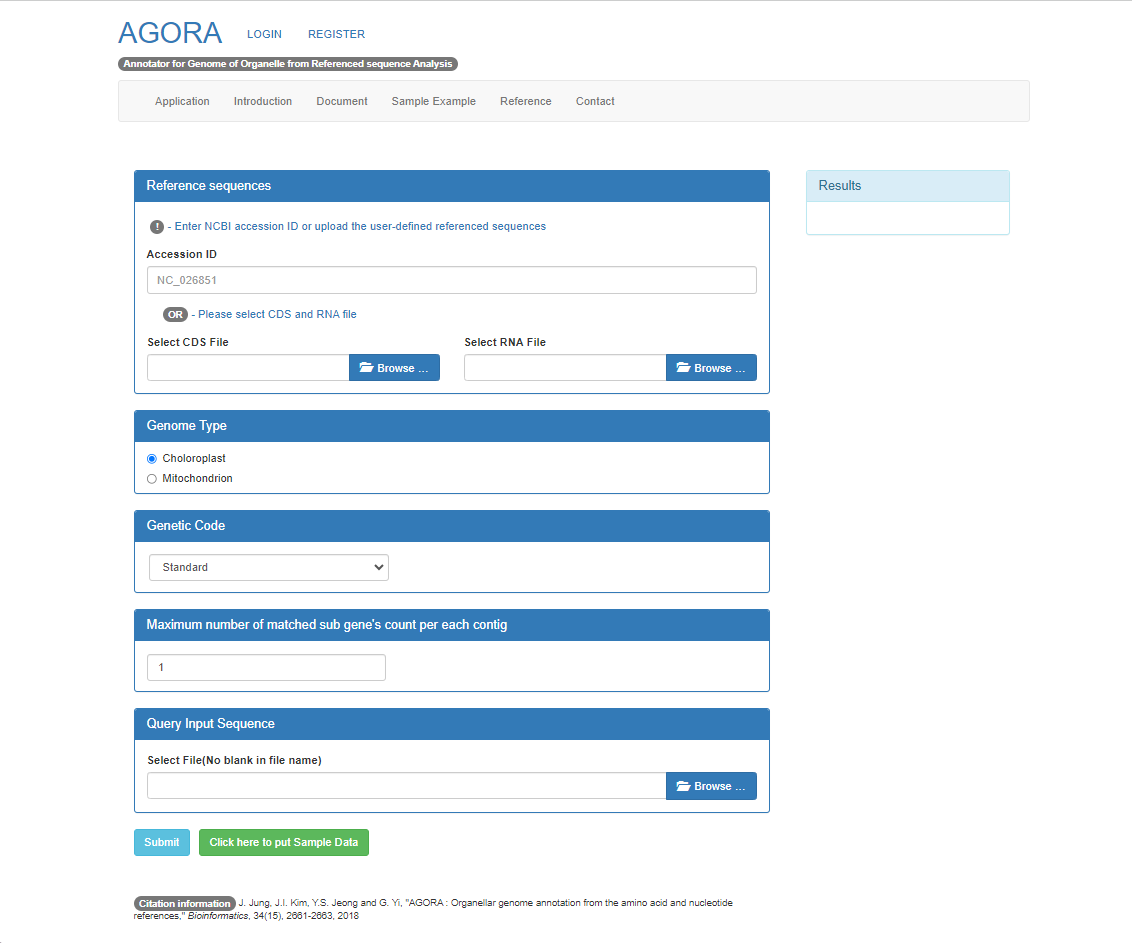 AGORA LOGIN REGISTER
Annotator for Genome of Organelle from Referenced sequence Analysis
Application Introduction Document Sample Example Reference Contact
Reference sequences
Results
! - Enter NCBI accession ID or upload the user-defined referenced sequences
Accession ID
NC_026851
OR - Please select CDS and RNA file
Select CDS File Select RNA File
Browse ... Browse ...
Genome Type
Choloroplast
Mitochondrion
Genetic Code
Standard
Maximum number of matched sub gene's count per each contig
1
Query Input Sequence
Select File(No blank in file name)
Browse ...
Submit Click here to put Sample Data
Citation information J. Jung, J.I. Kim, Y.S. Jeong and G. Yi, "AGORA : Organellar genome annotation from the amino acid and nucleotide
references," Bioinformatics, 34(15), 2661-2663, 2018